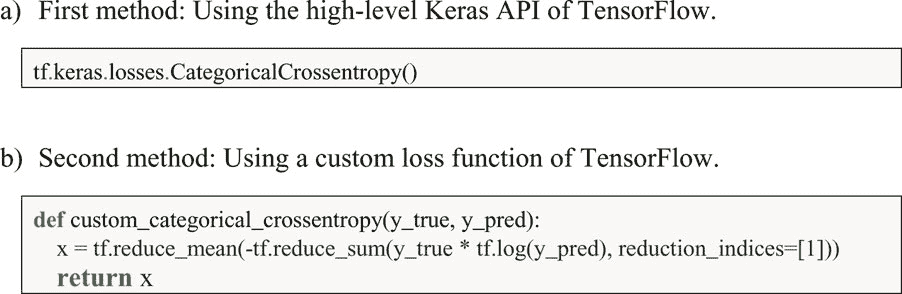 a) First method: Using the high-level Keras API of TensorFlow.
tf.keras.losses.CategoricalCrossentropy()
b) Second method: Using a custom loss function of TensorFlow.
def custom_categorical_crossentropy(y_true, y_pred):
x = tf.reduce_mean(-tf.reduce_sum(y_true * tf.log(y_pred), reduction_indices=[1]))
return x